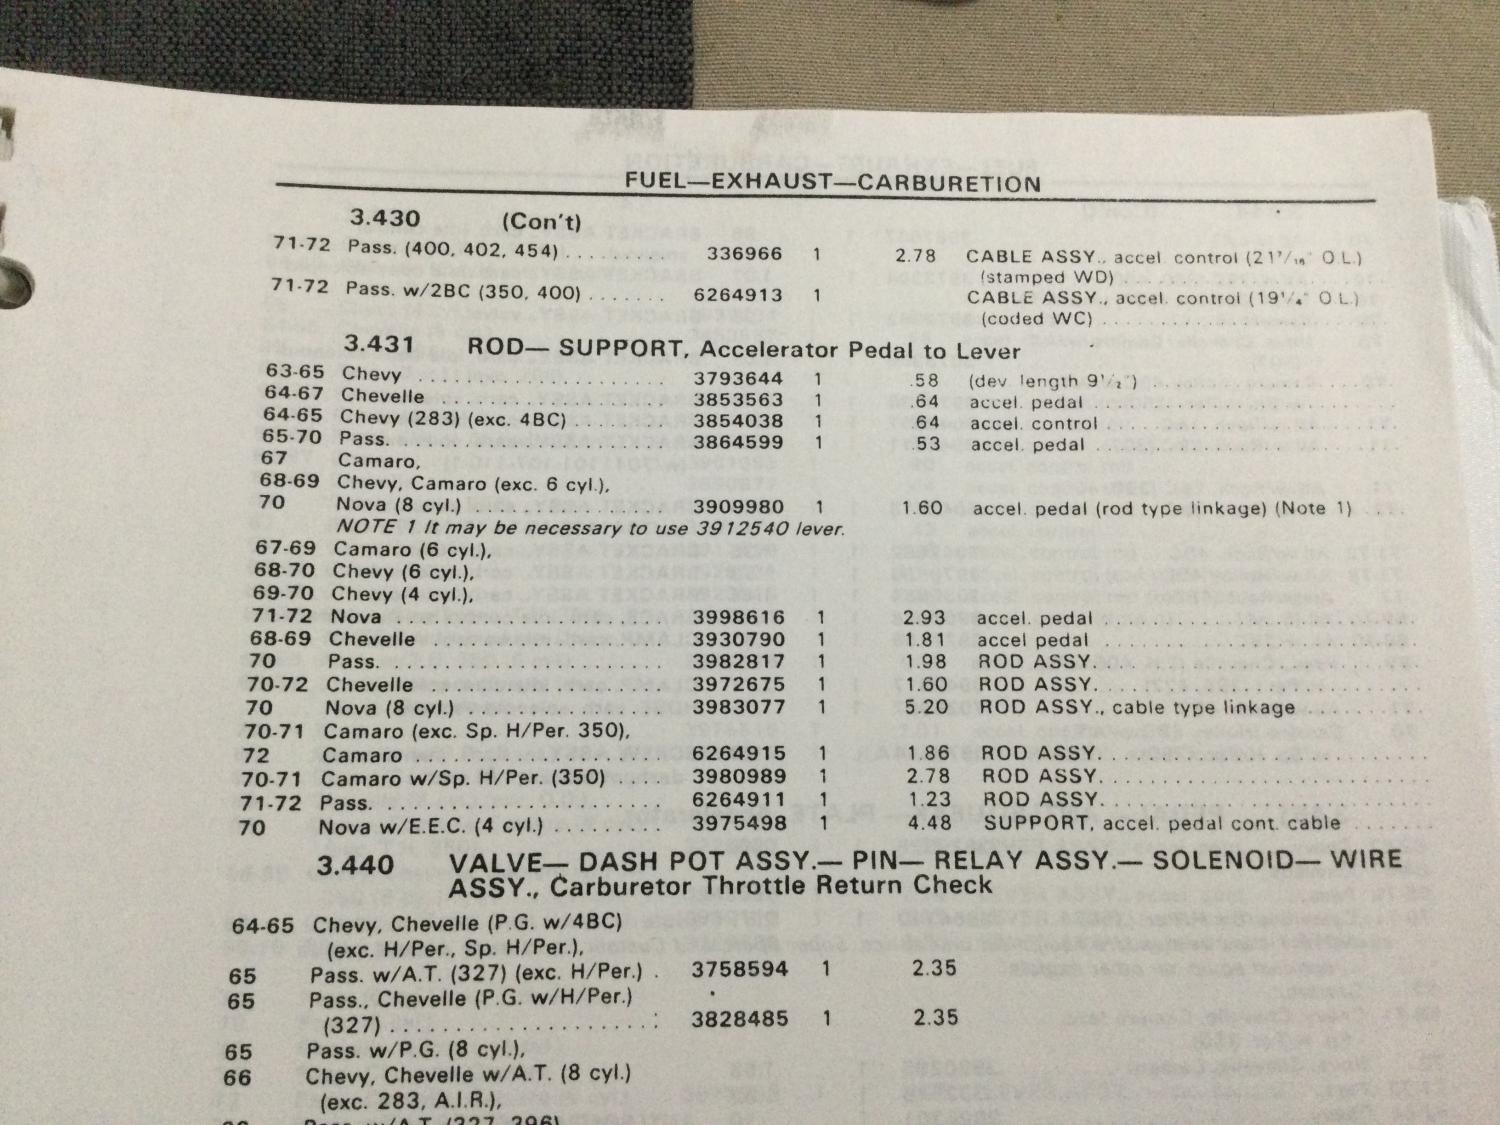 FUEL—EXHAUST—CARBURETION
3.430 (Con't)
71-72 Pass. (400, 402, 454) . . . . . . . . . 336966 1 2.78 CABLE ASSY., accel. control (21⁷/₁₆" O.L.)
(stamped WD) . . . . . . . . . . . . . . . . . . . .
71-72 Pass. w/2BC (350, 400) . . . . . . . 6264913 1 CABLE ASSY., accel. control (19¹/₄" O.L.)
(coded WC) . . . . . . . . . . . . . . . . . . . . .
3.431 ROD— SUPPORT, Accelerator Pedal to Lever
63-65 Chevy . . . . . . . . . . . . . . . . . . . . . 3793644 1 .58 (dev. length 9¹/₂") . . . . . . . . . . . . . . . . .
64-67 Chevelle . . . . . . . . . . . . . . . . . . . 3853563 1 .64 accel. pedal . . . . . . . . . . . . . . . . . . . . .
64-65 Chevy (283) (exc. 4BC) . . . . . . . . 3854038 1 .64 accel. control . . . . . . . . . . . . . . . . . . . .
65-70 Pass. . . . . . . . . . . . . . . . . . . . . . . 3864599 1 .53 accel. pedal . . . . . . . . . . . . . . . . . . . . .
67 Camaro,
68-69 Chevy, Camaro (exc. 6 cyl.),
70 Nova (8 cyl.) . . . . . . . . . . . . . . . . 3909980 1 1.60 accel. pedal (rod type linkage) (Note 1) . . .
NOTE 1 It may be necessary to use 3912540 lever.
67-69 Camaro (6 cyl.),
68-70 Chevy (6 cyl.),
69-70 Chevy (4 cyl.),
71-72 Nova . . . . . . . . . . . . . . . . . . . . . . 3998616 1 2.93 accel. pedal . . . . . . . . . . . . . . . . . . . . .
68-69 Chevelle . . . . . . . . . . . . . . . . . . . 3930790 1 1.81 accel. pedal . . . . . . . . . . . . . . . . . . . . .
70 Pass. . . . . . . . . . . . . . . . . . . . . . . 3982817 1 1.98 ROD ASSY. . . . . . . . . . . . . . . . . . . . . .
70-72 Chevelle . . . . . . . . . . . . . . . . . . . 3972675 1 1.60 ROD ASSY. . . . . . . . . . . . . . . . . . . . . .
70 Nova (8 cyl.) . . . . . . . . . . . . . . . . 3983077 1 5.20 ROD ASSY., cable type linkage . . . . . . . . .
70-71 Camaro (exc. Sp. H/Per. 350),
72 Camaro . . . . . . . . . . . . . . . . . . . . 6264915 1 1.86 ROD ASSY. . . . . . . . . . . . . . . . . . . . . .
70-71 Camaro w/Sp. H/Per. (350) . . . . 3980989 1 2.78 ROD ASSY. . . . . . . . . . . . . . . . . . . . . .
71-72 Pass. . . . . . . . . . . . . . . . . . . . . . . 6264911 1 1.23 ROD ASSY. . . . . . . . . . . . . . . . . . . . . .
70 Nova w/E.E.C. (4 cyl.) . . . . . . . . . 3975498 1 4.48 SUPPORT, accel. pedal cont. cable . . . . . .
3.440 VALVE— DASH POT ASSY.— PIN— RELAY ASSY.— SOLENOID— WIRE
ASSY., Carburetor Throttle Return Check
64-65 Chevy, Chevelle (P.G. w/4BC)
(exc. H/Per., Sp. H/Per.),
65 Pass. w/A.T. (327) (exc. H/Per.) . 3758594 1 2.35
65 Pass., Chevelle (P.G. w/H/Per.)
(327) . . . . . . . . . . . . . . . . . . . . . . 3828485 1 2.35
65 Pass. w/P.G. (8 cyl.),
66 Chevy, Chevelle w/A.T. (8 cyl.)
(exc. 283, A.I.R.),
Pass. w/A.T. (327, 396)